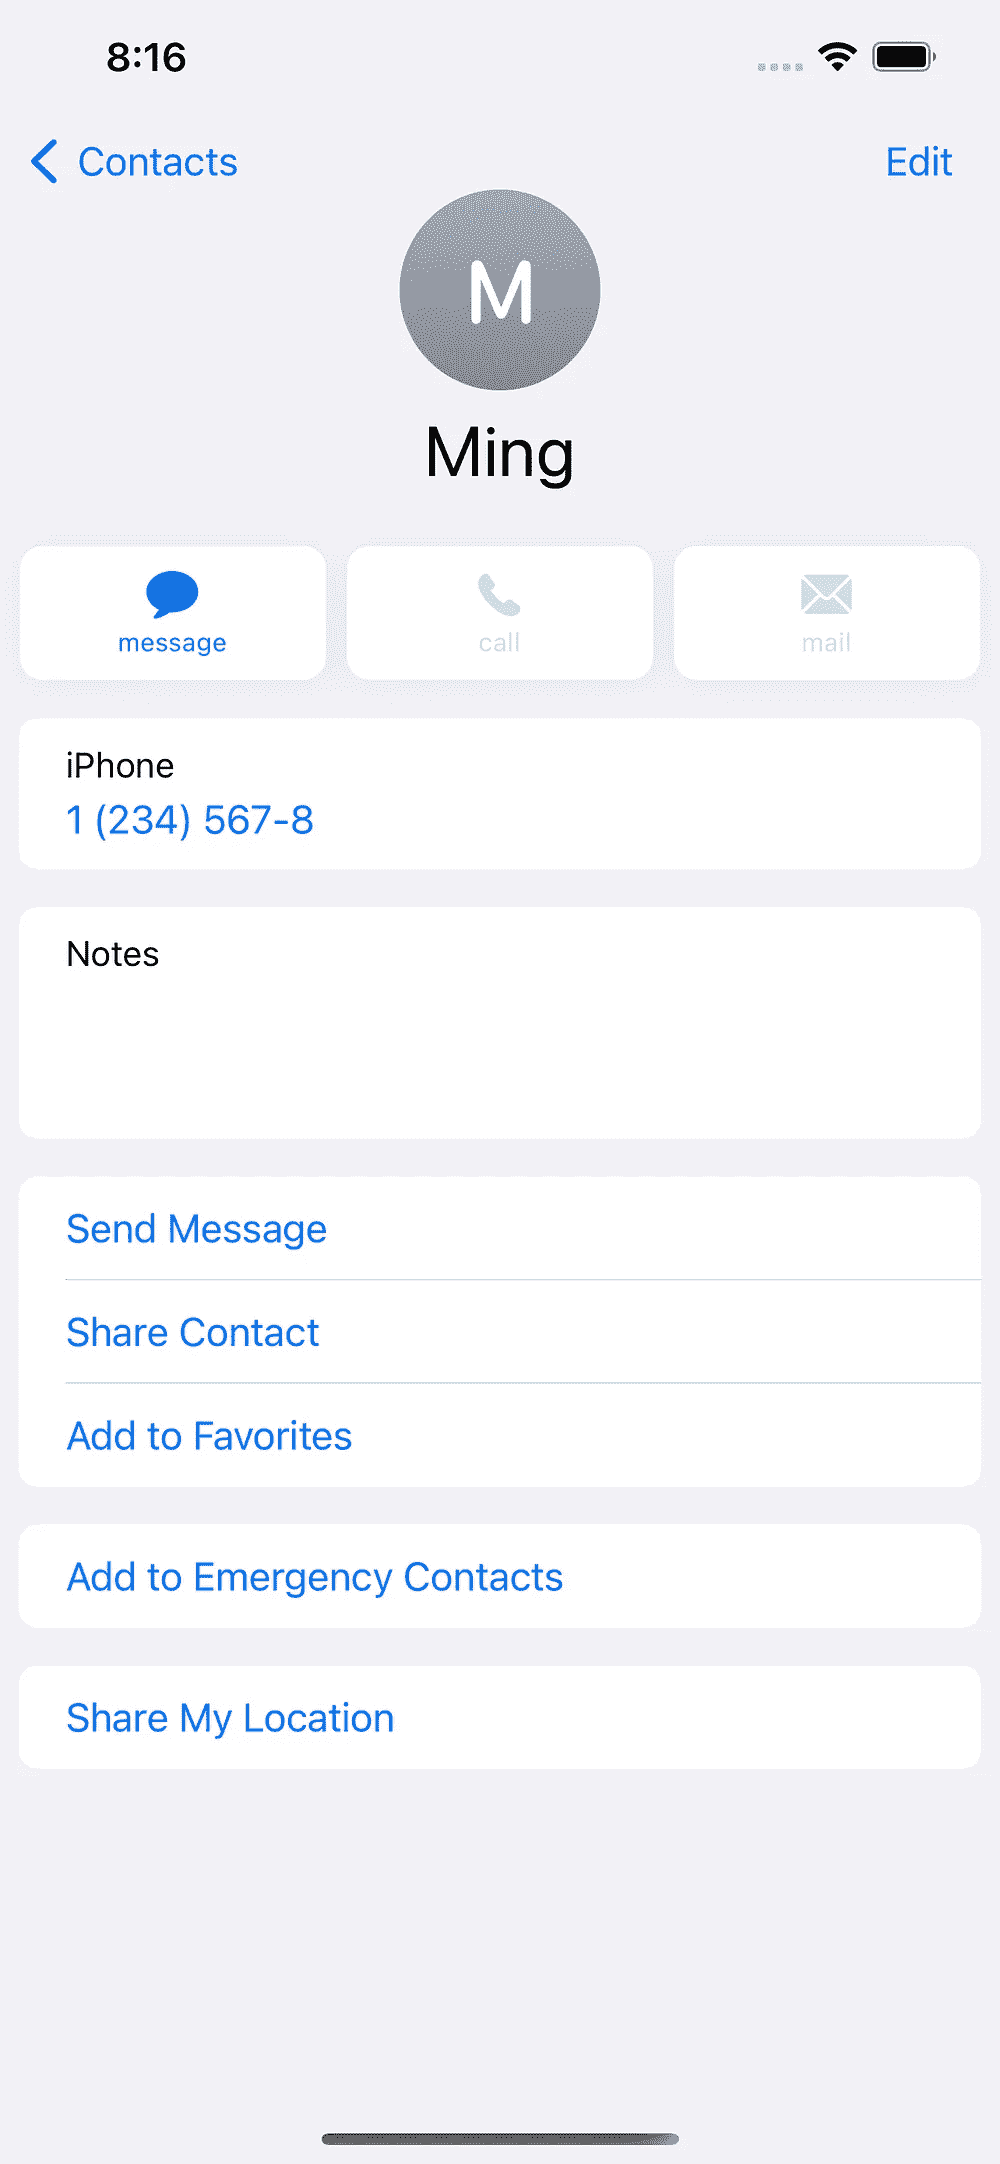 8:16
Contacts
Edit
M
Ming
message
call
mail
iPhone
1 (234) 567-8
Notes
Send Message
Share Contact
Add to Favorites
Add to Emergency Contacts
Share My Location